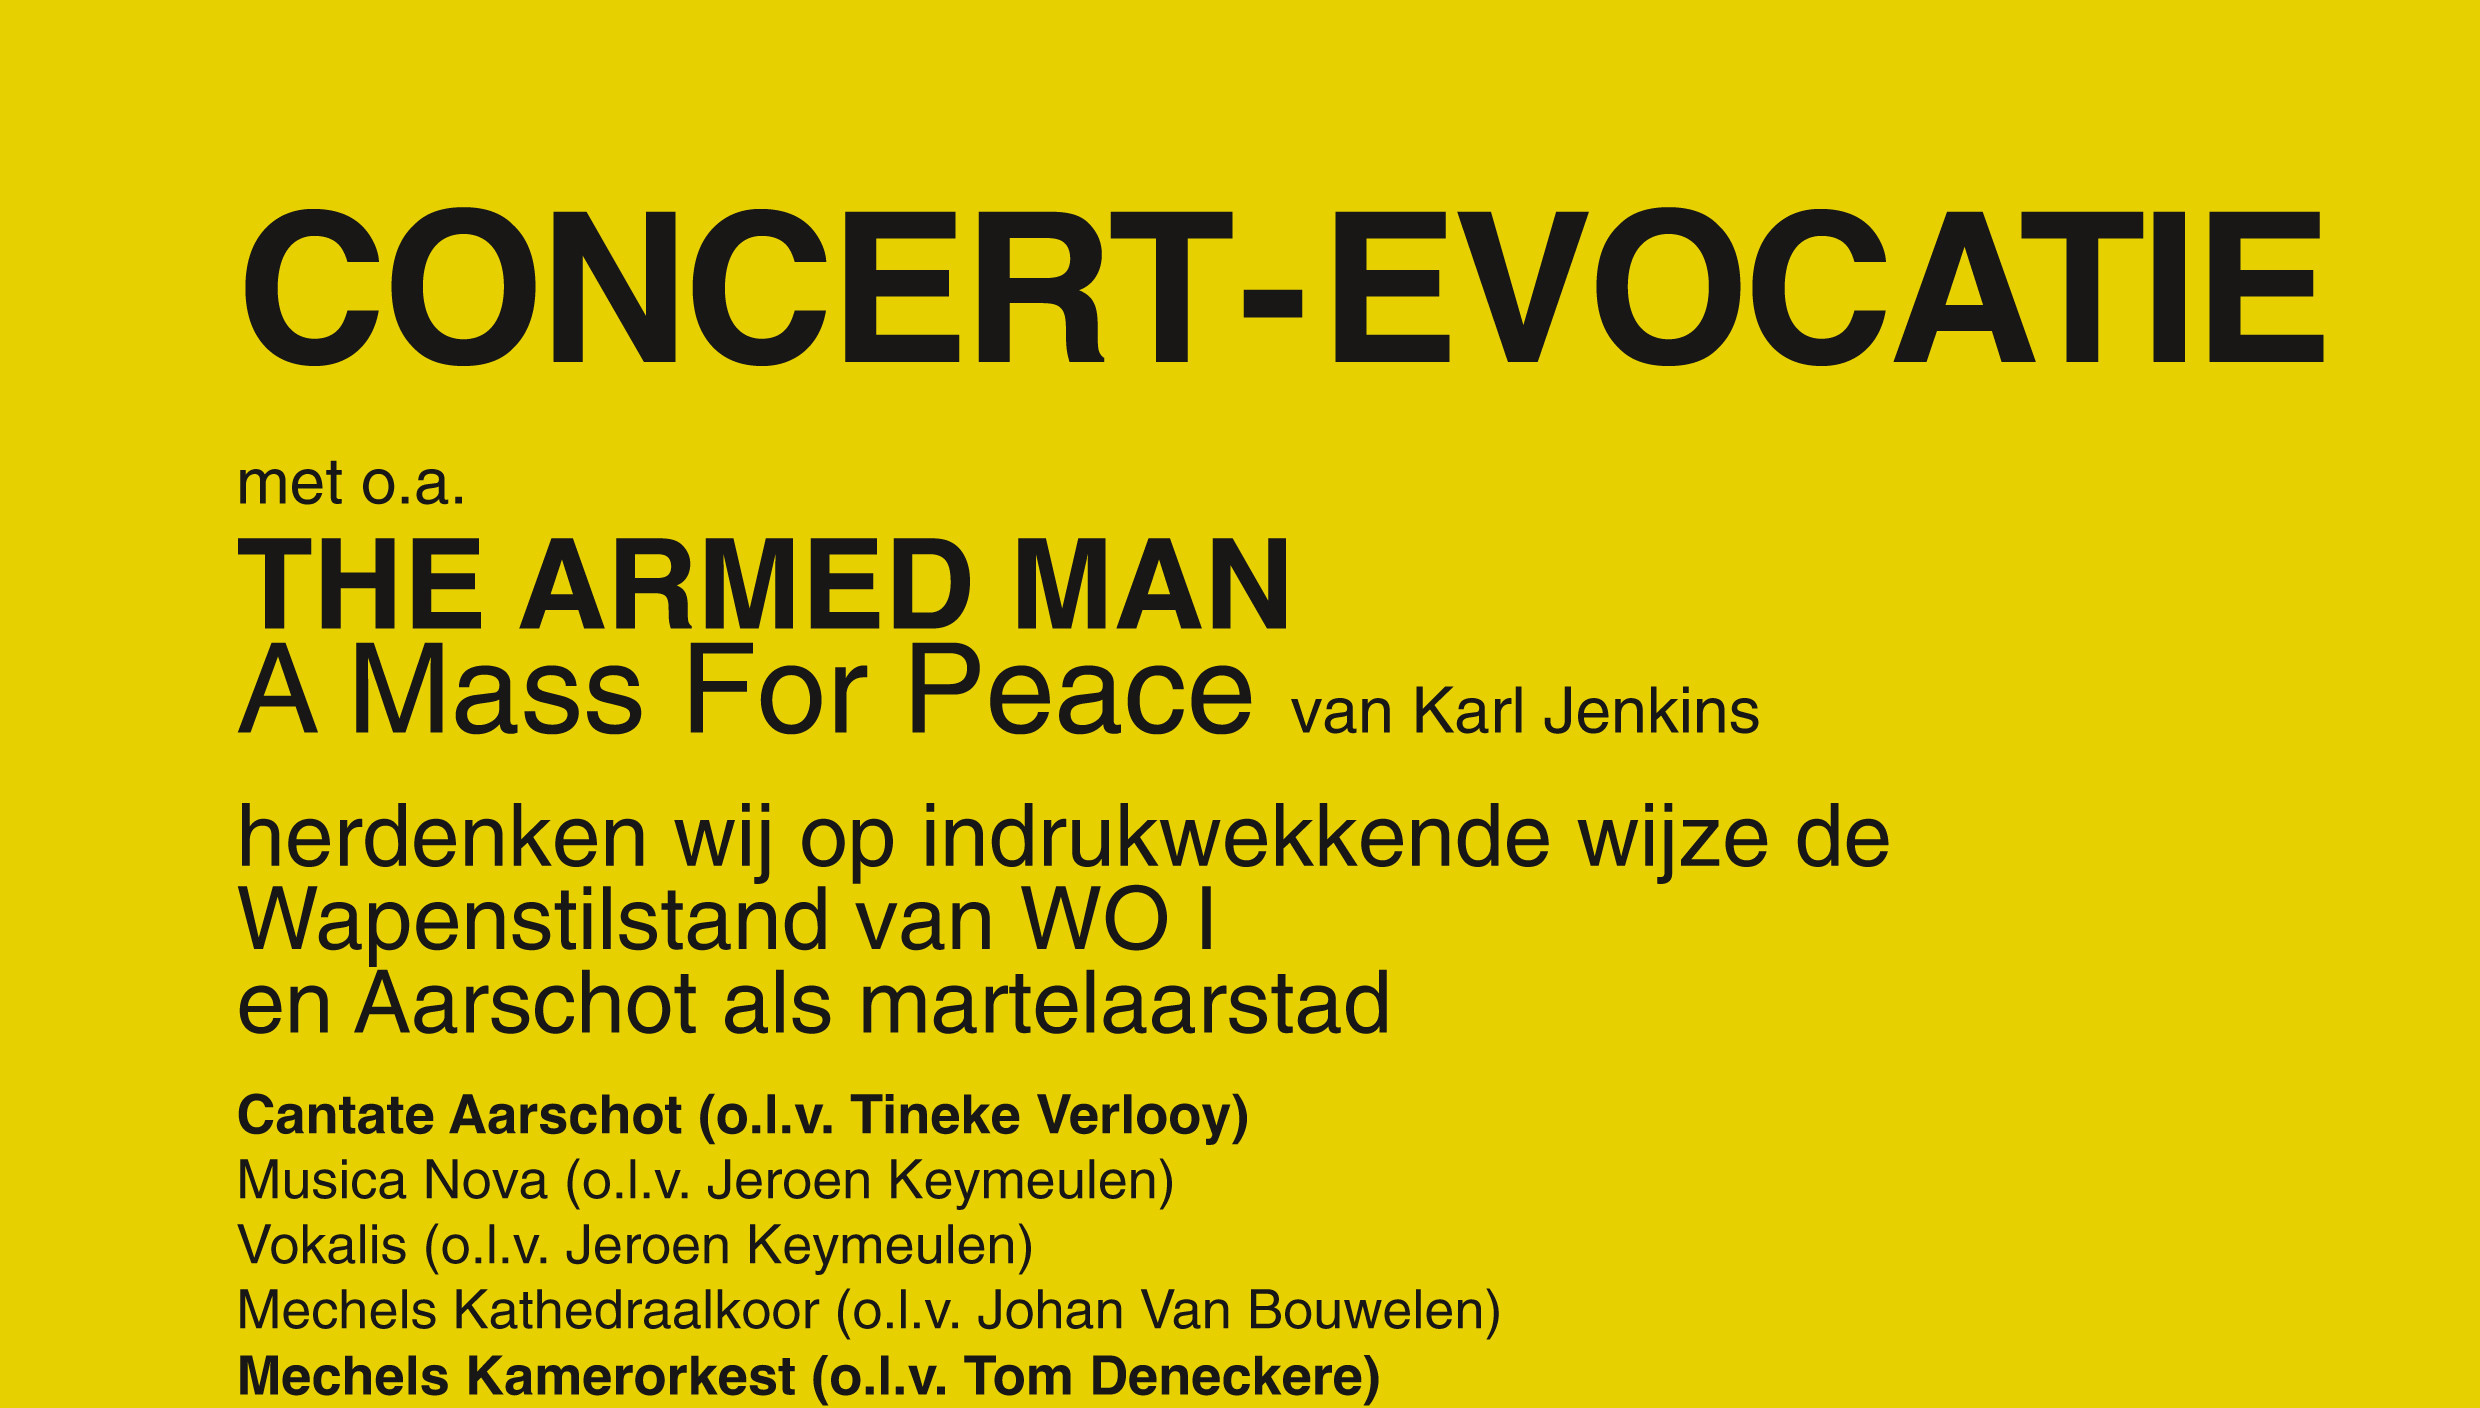 CONCERT-EVOCATIE
met o.a.
THE ARMED MAN
A Mass For Peace van Karl Jenkins
herdenken wij op indrukwekkende wijze de
Wapenstilstand van WO I
en Aarschot als martelaarstad
Cantate Aarschot (o.l.v. Tineke Verlooy)
Musica Nova (o.l.v. Jeroen Keymeulen)
Vokalis (o.l.v. Jeroen Keymeulen)
Mechels Kathedraalkoor (o.l.v. Johan Van Bouwelen)
Mechels Kamerorkest (o.l.v. Tom Deneckere)